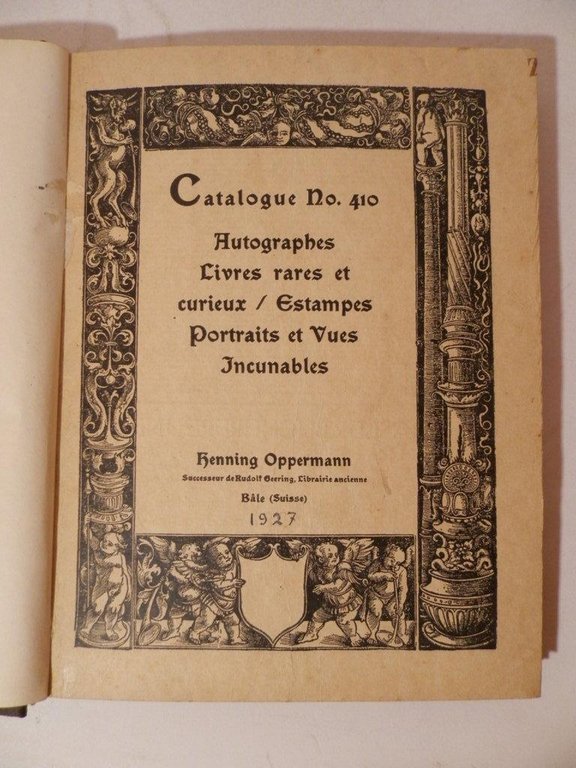 Catalogue No. 410
Autographes
Livres rares et
curieux / Estampes
Portraits et Vues
Incunables
Henning Oppermann
Successeur de Rudolf Geering, Librairie ancienne
Bâle (Suisse)
1927